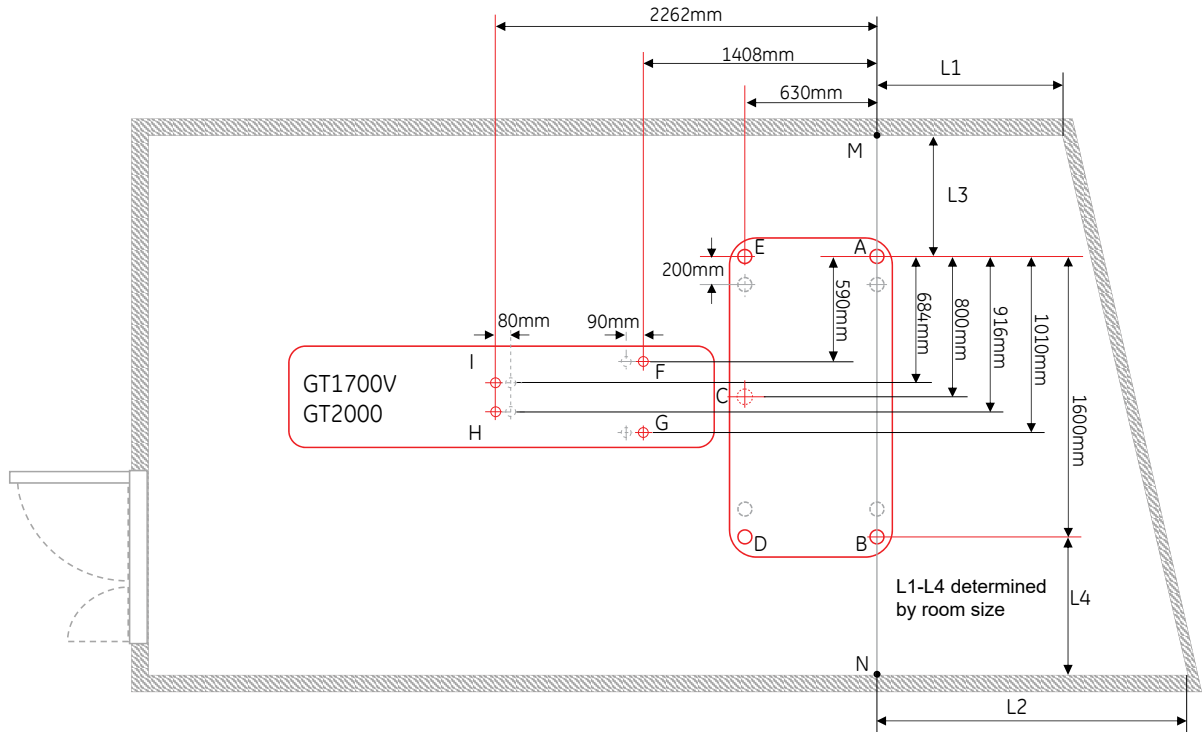 2262mm
1408mm
L1
630mm
M
L3
E
A
200mm
590mm
684mm
800mm
916mm
1010mm
1600mm
80mm
90mm
I
F
GT1700V
GT2000
C
H
G
D
B
L1-L4 determined
by room size
L4
N
L2